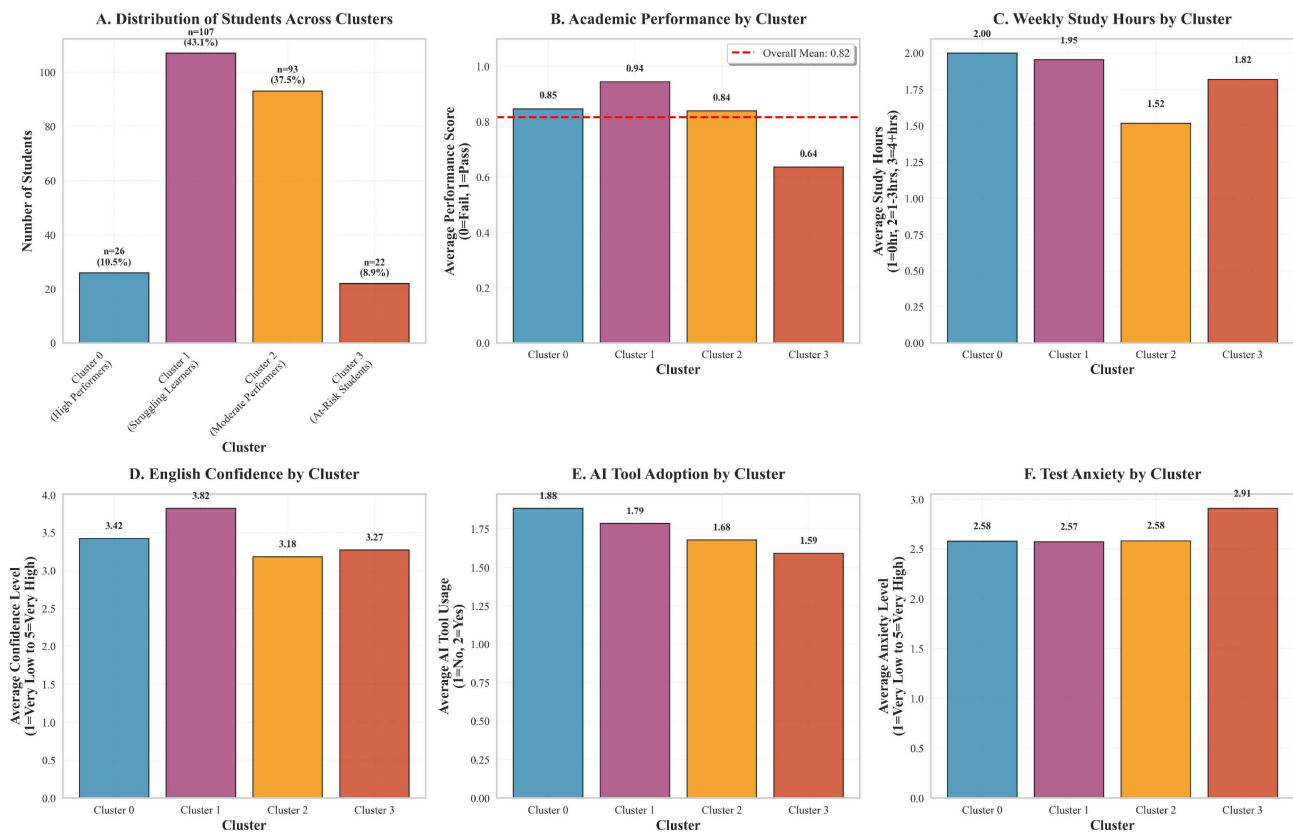 A. Distribution of Students Across Clusters
n=107
(43.1%)
n=93
(37.5%)
n=26
(10.5%)
n=22
(8.9%)
Number of Students
100
80
60
40
20
0
Cluster 0
(High Performers)
Cluster 1
(Struggling Learners)
Cluster 2
(Moderate Performers)
Cluster 3
(At-Risk Students)
Cluster
B. Academic Performance by Cluster
Overall Mean: 0.82
0.85
0.94
0.84
0.64
Average Performance Score
(0=Fail, 1=Pass)
1.0
0.8
0.6
0.4
0.2
0.0
Cluster 0
Cluster 1
Cluster 2
Cluster 3
Cluster
C. Weekly Study Hours by Cluster
2.00
1.95
1.52
1.82
Average Study Hours
(1=0hr, 2=1-3hrs, 3=4+hrs)
2.00
1.75
1.50
1.25
1.00
0.75
0.50
0.25
0.00
Cluster 0
Cluster 1
Cluster 2
Cluster 3
Cluster
D. English Confidence by Cluster
3.42
3.82
3.18
3.27
Average Confidence Level
(1=Very Low to 5=Very High)
4.0
3.5
3.0
2.5
2.0
1.5
1.0
0.5
0.0
Cluster 0
Cluster 1
Cluster 2
Cluster 3
Cluster
E. AI Tool Adoption by Cluster
1.88
1.79
1.68
1.59
Average AI Tool Usage
(1=No, 2=Yes)
1.75
1.50
1.25
1.00
0.75
0.50
0.25
0.00
Cluster 0
Cluster 1
Cluster 2
Cluster 3
Cluster
F. Test Anxiety by Cluster
2.58
2.57
2.58
2.91
Average Anxiety Level
(1=Very Low to 5=Very High)
3.0
2.5
2.0
1.5
1.0
0.5
0.0
Cluster 0
Cluster 1
Cluster 2
Cluster 3
Cluster